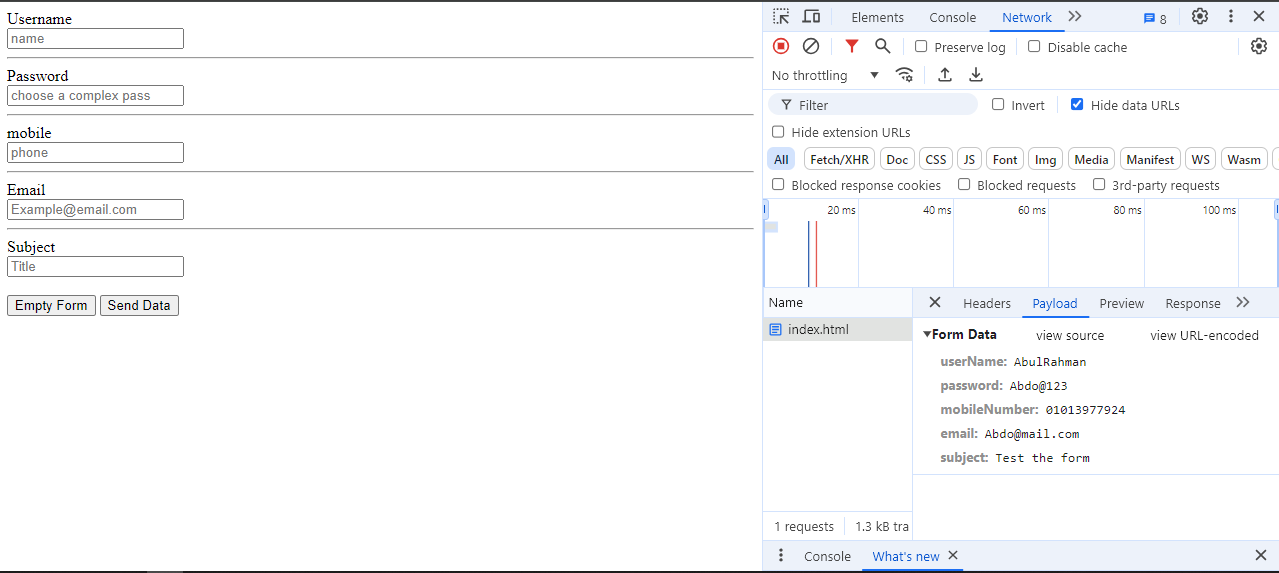 Username
name
Password
choose a complex pass
mobile
phone
Email
Example@email.com
Subject
Title
Empty Form Send Data
Elements Console Network 8
Preserve log Disable cache
No throttling
Filter Invert Hide data URLs
Hide extension URLs
All Fetch/XHR Doc CSS JS Font Img Media Manifest WS Wasm
Blocked response cookies Blocked requests 3rd-party requests
20 ms 40 ms 60 ms 80 ms 100 ms
Name Headers Payload Preview Response
index.html
Form Data view source view URL-encoded
userName: AbulRahman
password: Abdo@123
mobileNumber: 01013977924
email: Abdo@mail.com
subject: Test the form
1 requests 1.3 kB tra
Console What's new